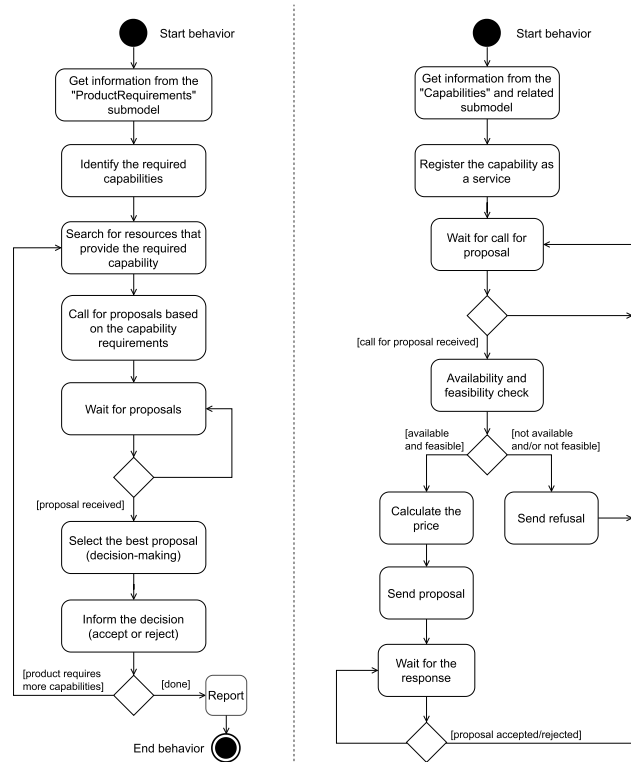 Start behavior
Get information from the
"ProductRequirements"
submodel
Identify the required
capabilities
Search for resources that
provide the required
capability
Call for proposals based
on the capability
requirements
Wait for proposals
[proposal received]
Select the best proposal
(decision-making)
Inform the decision
(accept or reject)
[product requires
more capabilities]
[done]
Report
End behavior
Start behavior
Get information from the
"Capabilities" and related
submodel
Register the capability as
a service
Wait for call for
proposal
[call for proposal received]
Availability and
feasibility check
[available
and feasible]
[not available
and/or not feasible]
Calculate the
price
Send refusal
Send proposal
Wait for the
response
[proposal accepted/rejected]